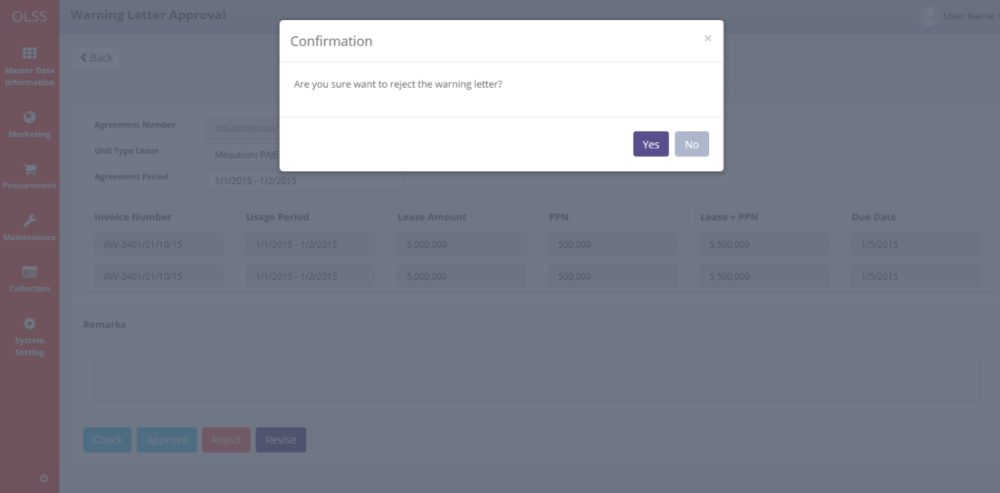 OLSS
Warning Letter Approval
User Name
Confirmation
×
Are you sure want to reject the warning letter?
Yes
No
Back
Master Data
Information
Marketing
Procurement
Maintenance
Collection
System
Setting
Agreement Number
000.0009/4/04/
Unit Type Lease
Mitsubishi PAJE
Agreement Period
1/1/2015 - 1/2/2015
Invoice Number Usage Period Lease Amount PPN Lease + PPN Due Date
INV-3401/21/10/15 1/1/2015 - 1/2/2015 5,000,000 500,000 5,500,000 1/5/2015
INV-3401/21/10/15 1/1/2015 - 1/2/2015 5,000,000 500,000 5,500,000 1/5/2015
Remarks
Check Approve Reject Revise